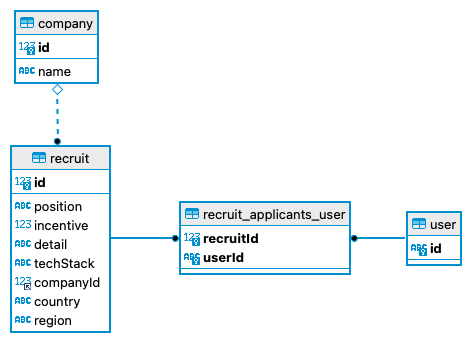 company
123 id
ABC name
recruit
123 id
ABC position
123 incentive
ABC detail
ABC techStack
123 companyId
ABC country
ABC region
recruit_applicants_user
123 recruitId
ABC userId
user
ABC id